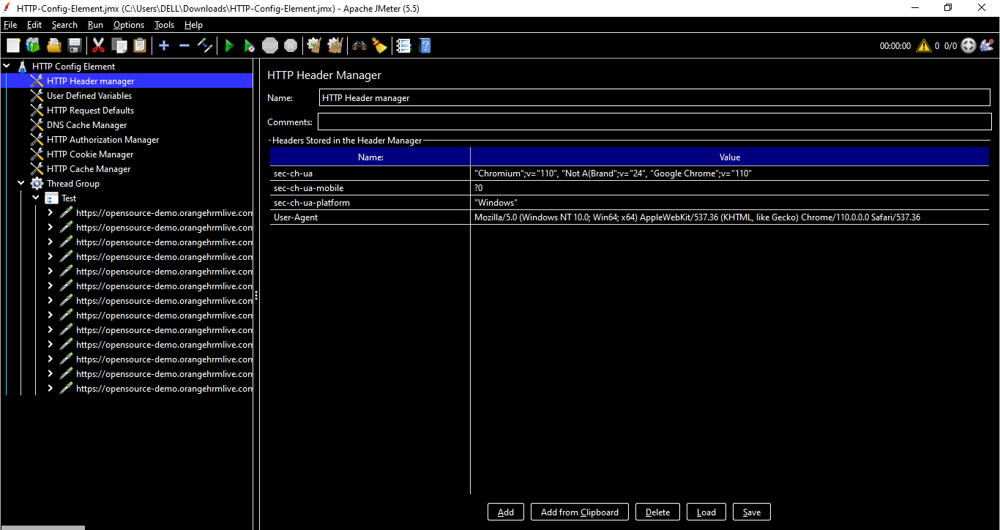 HTTP-Config-Element.jmx (C:\Users\DELL\Downloads\HTTP-Config-Element.jmx) - Apache JMeter (5.5)
File Edit Search Run Options Tools Help
00:00:00 0 0/0
HTTP Config Element
HTTP Header manager
User Defined Variables
HTTP Request Defaults
DNS Cache Manager
HTTP Authorization Manager
HTTP Cookie Manager
HTTP Cache Manager
Thread Group
Test
https://opensource-demo.orangehrmlive.com
https://opensource-demo.orangehrmlive.com
https://opensource-demo.orangehrmlive.com
https://opensource-demo.orangehrmlive.com
https://opensource-demo.orangehrmlive.com
https://opensource-demo.orangehrmlive.com
https://opensource-demo.orangehrmlive.com
https://opensource-demo.orangehrmlive.com
https://opensource-demo.orangehrmlive.com
https://opensource-demo.orangehrmlive.com
https://opensource-demo.orangehrmlive.com
https://opensource-demo.orangehrmlive.com
https://opensource-demo.orangehrmlive.com
HTTP Header Manager
Name: HTTP Header manager
Comments:
Headers Stored in the Header Manager
Name: Value
sec-ch-ua "Chromium";v="110", "Not A(Brand";v="24", "Google Chrome";v="110"
sec-ch-ua-mobile ?0
sec-ch-ua-platform "Windows"
User-Agent Mozilla/5.0 (Windows NT 10.0; Win64; x64) AppleWebKit/537.36 (KHTML, like Gecko) Chrome/110.0.0.0 Safari/537.36
Add Add from Clipboard Delete Load Save